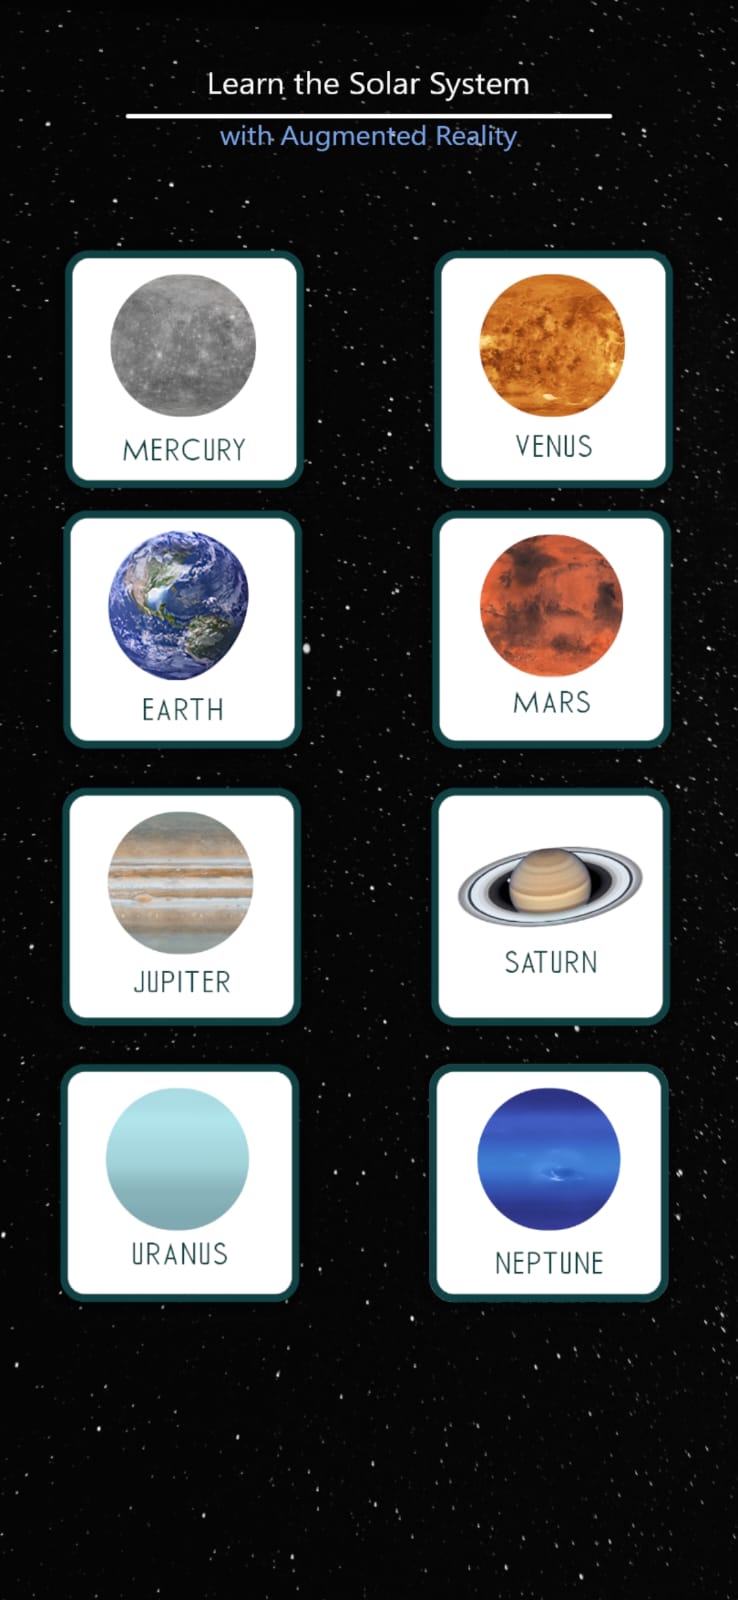 Learn the Solar System
with Augmented Reality
MERCURY
VENUS
EARTH
MARS
JUPITER
SATURN
URANUS
NEPTUNE